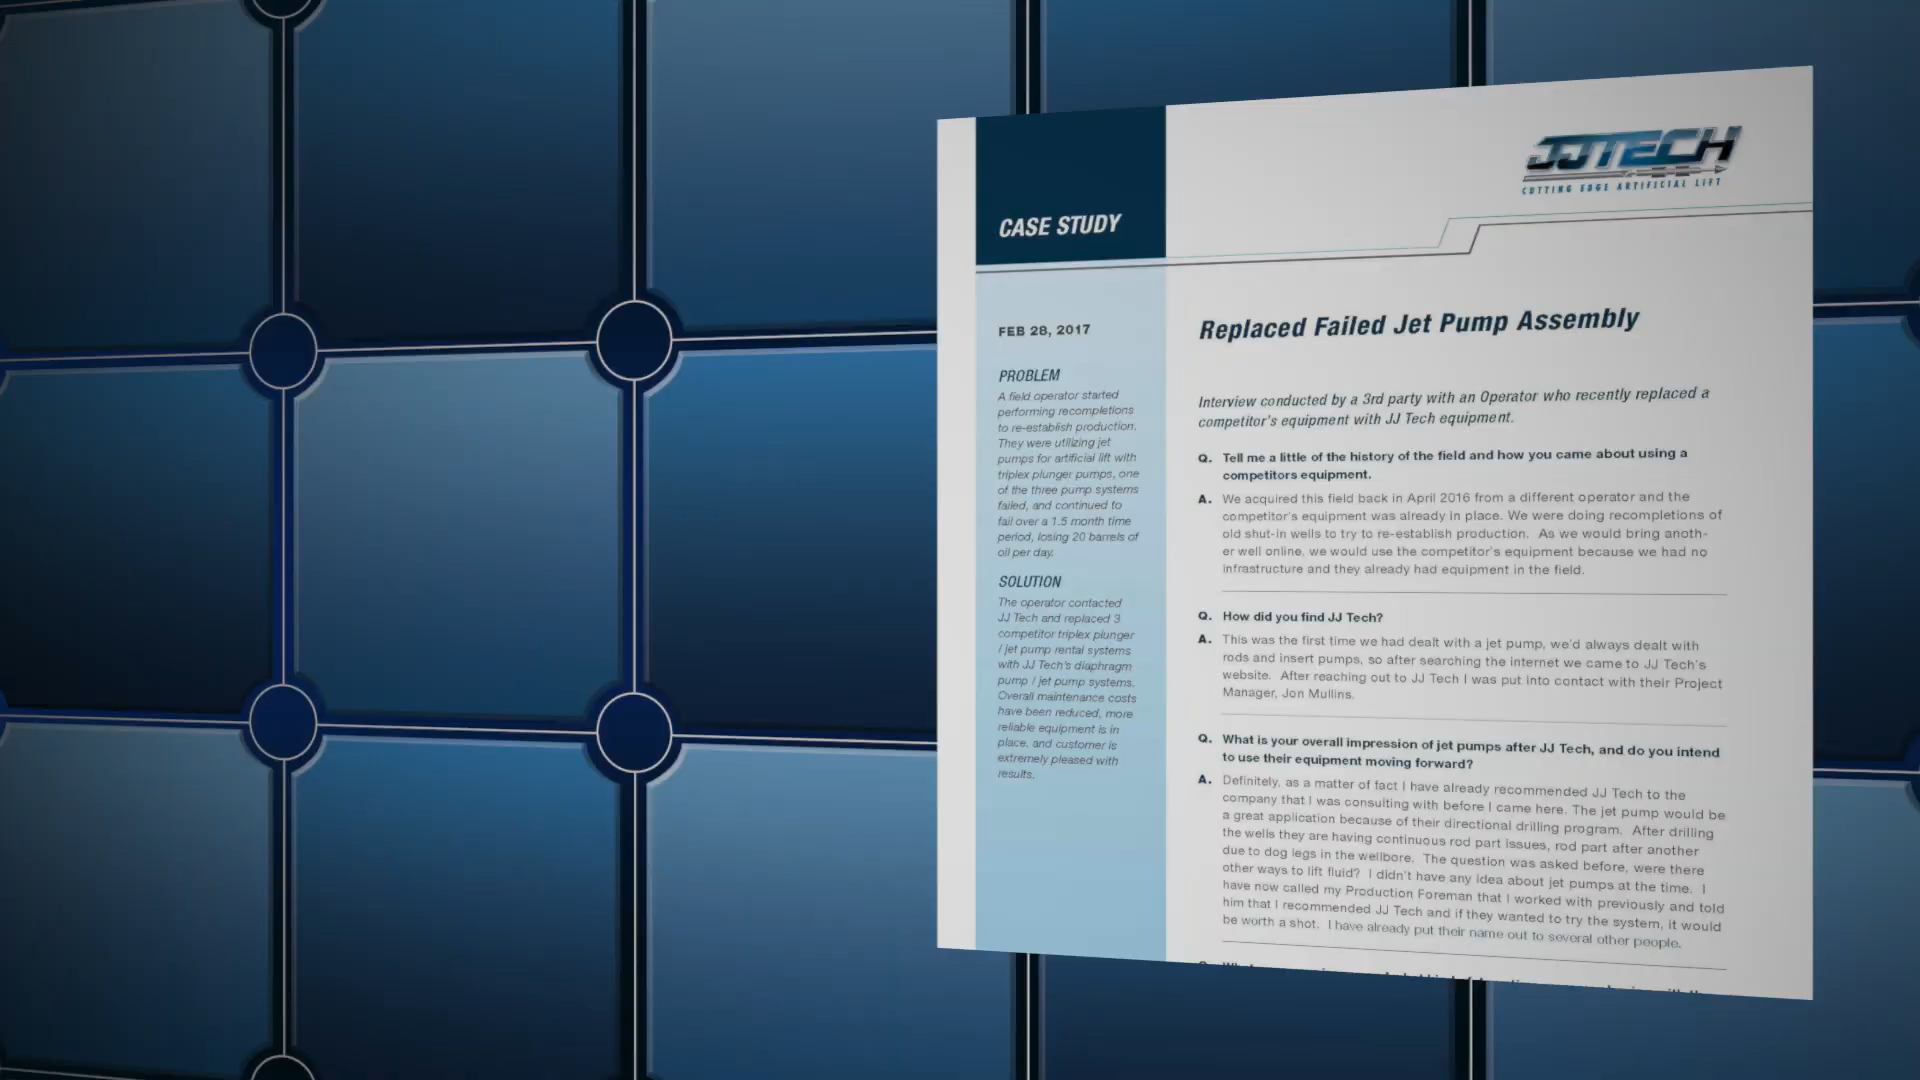 JJTECH
CUTTING EDGE ARTIFICIAL LIFT
CASE STUDY
FEB 28, 2017
PROBLEM
A field operator started
performing recompletions
to re-establish production.
They were utilizing jet
pumps for artificial lift with
triplex plunger pumps, one
of the three pump systems
failed, and continued to
fail over a 1.5 month time
period, losing 20 barrels of
oil per day.
SOLUTION
The operator contacted
JJ Tech and replaced 3
competitor triplex plunger
/ jet pump rental systems
with JJ Tech's diaphragm
pump / jet pump systems.
Overall maintenance costs
have been reduced, more
reliable equipment is in
place, and customer is
extremely pleased with
results.
Replaced Failed Jet Pump Assembly
Interview conducted by a 3rd party with an Operator who recently replaced a
competitor's equipment with JJ Tech equipment.
Q. Tell me a little of the history of the field and how you came about using a
competitors equipment.
A. We acquired this field back in April 2016 from a different operator and the
competitor's equipment was already in place. We were doing recompletions of
old shut-in wells to try to re-establish production. As we would bring anoth-
er well online, we would use the competitor's equipment because we had no
infrastructure and they already had equipment in the field.
Q. How did you find JJ Tech?
A. This was the first time we had dealt with a jet pump, we'd always dealt with
rods and insert pumps, so after searching the internet we came to JJ Tech's
website. After reaching out to JJ Tech I was put into contact with their Project
Manager, Jon Mullins.
Q. What is your overall impression of jet pumps after JJ Tech, and do you intend
to use their equipment moving forward?
A. Definitely, as a matter of fact I have already recommended JJ Tech to the
company that I was consulting with before I came here. The jet pump would be
a great application because of their directional drilling program. After drilling
the wells they are having continuous rod part issues, rod part after another
due to dog legs in the wellbore. The question was asked before, were there
other ways to lift fluid? I didn't have any idea about jet pumps at the time. I
have now called my Production Foreman that I worked with previously and told
him that I recommended JJ Tech and if they wanted to try the system, it would
be worth a shot. I have already put their name out to several other people.